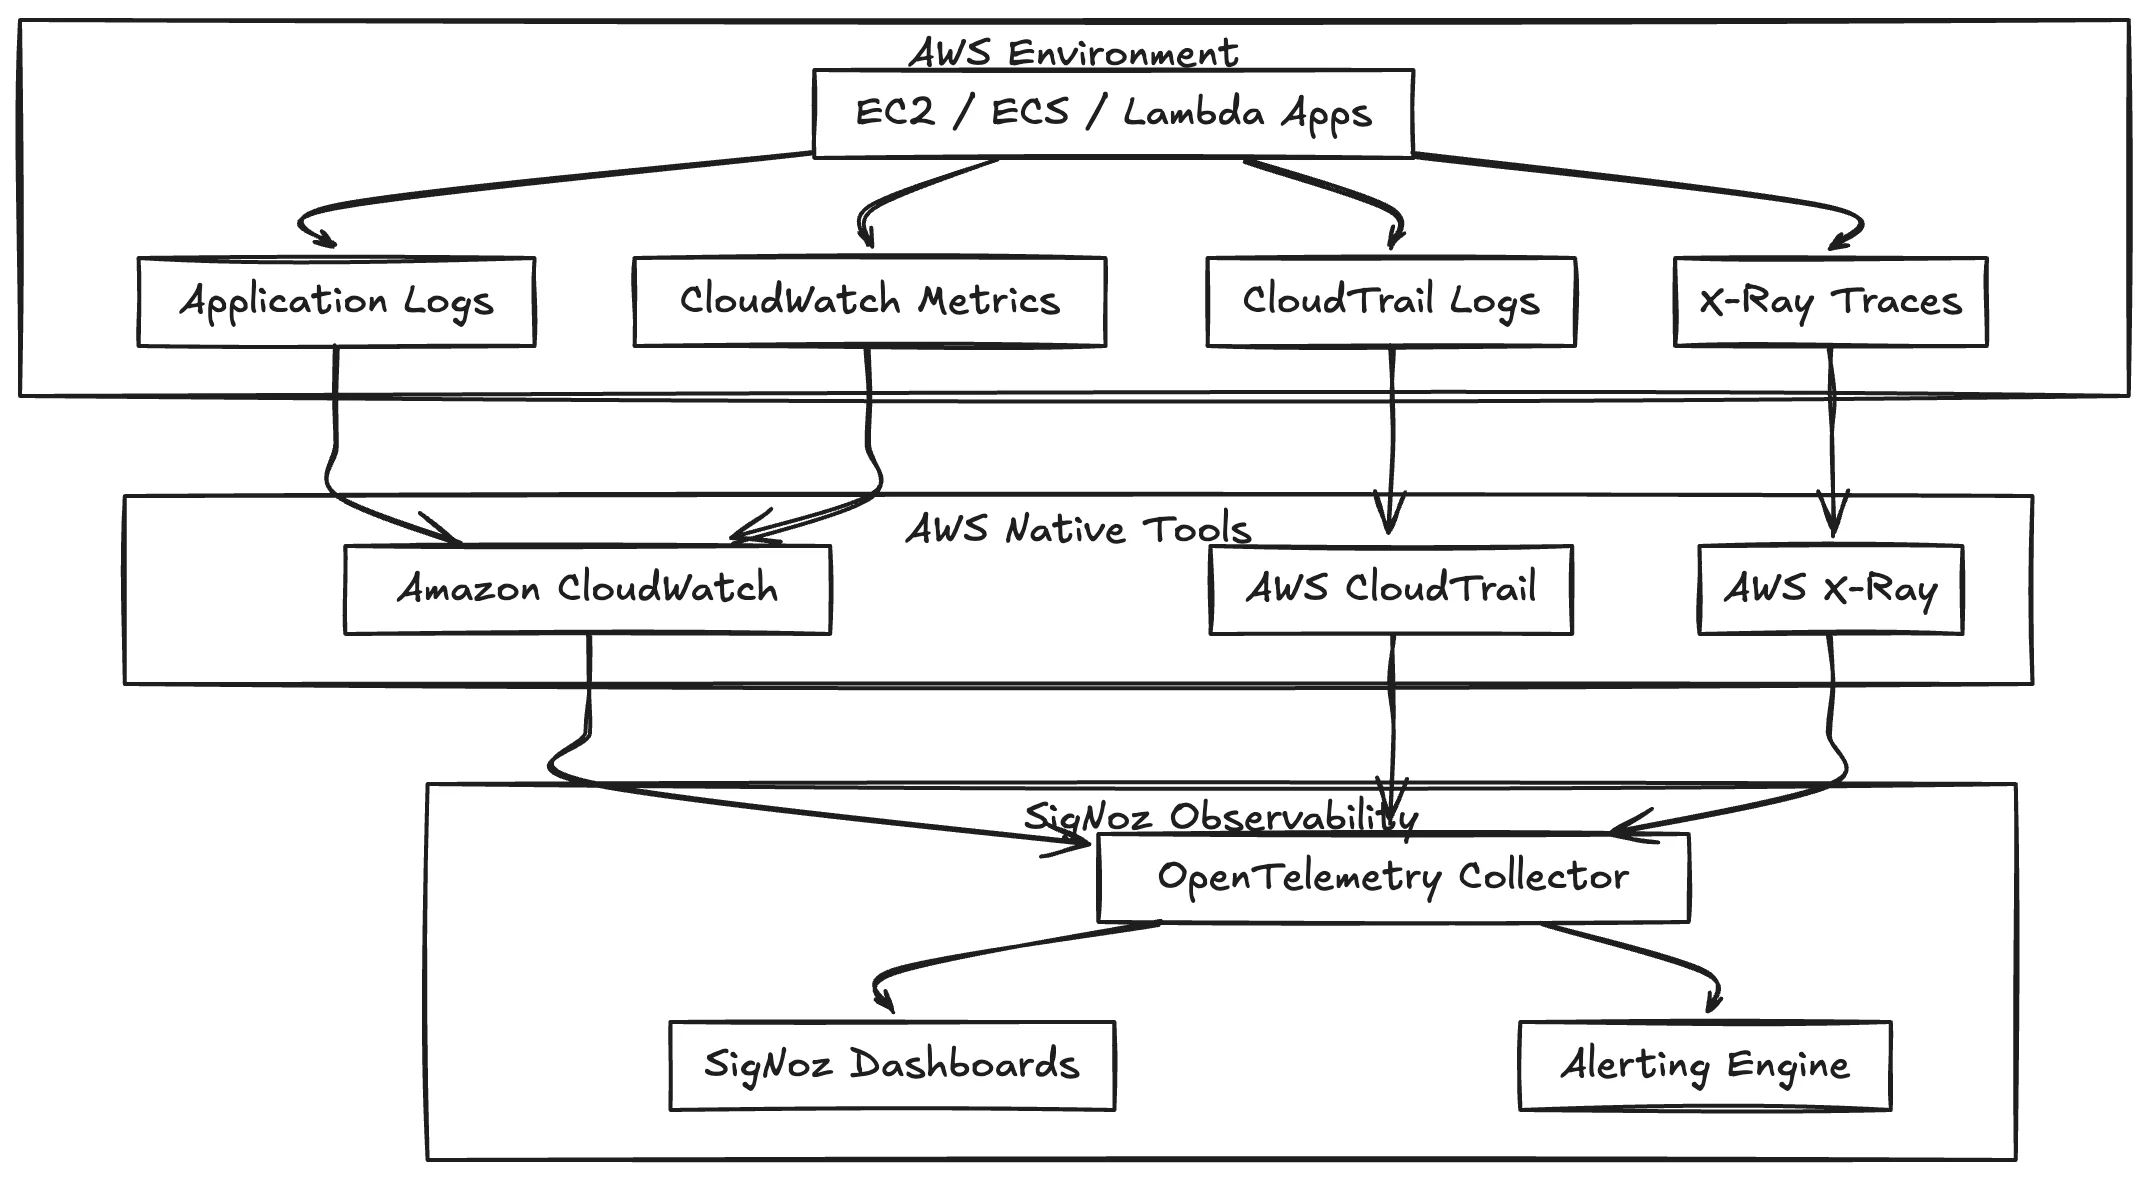 AWS Environment
EC2 / ECS / Lambda Apps
Application Logs
CloudWatch Metrics
CloudTrail Logs
X-Ray Traces
AWS Native Tools
Amazon CloudWatch
AWS CloudTrail
AWS X-Ray
SigNoz Observability
OpenTelemetry Collector
SigNoz Dashboards
Alerting Engine